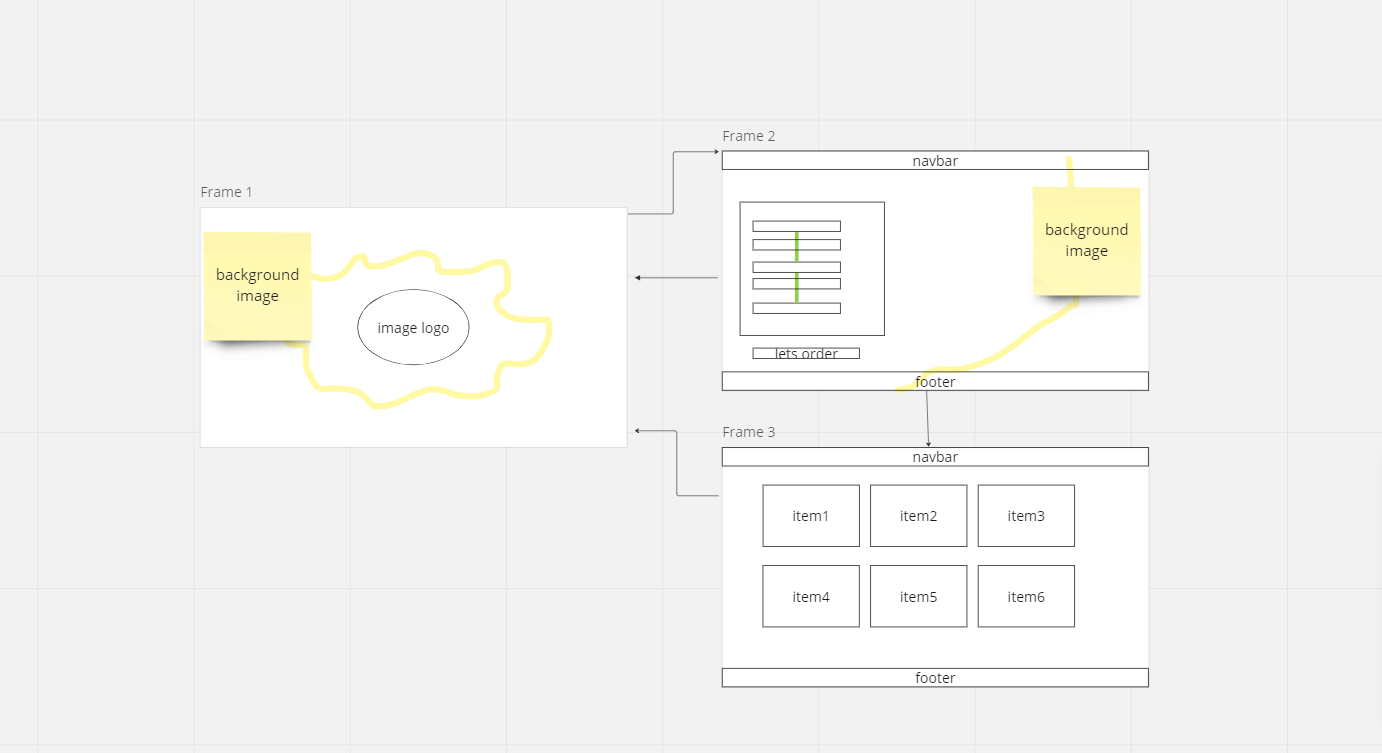 Frame 1
background
image
image logo
Frame 2
navbar
background
image
lets order
footer
Frame 3
navbar
item1
item2
item3
item4
item5
item6
footer